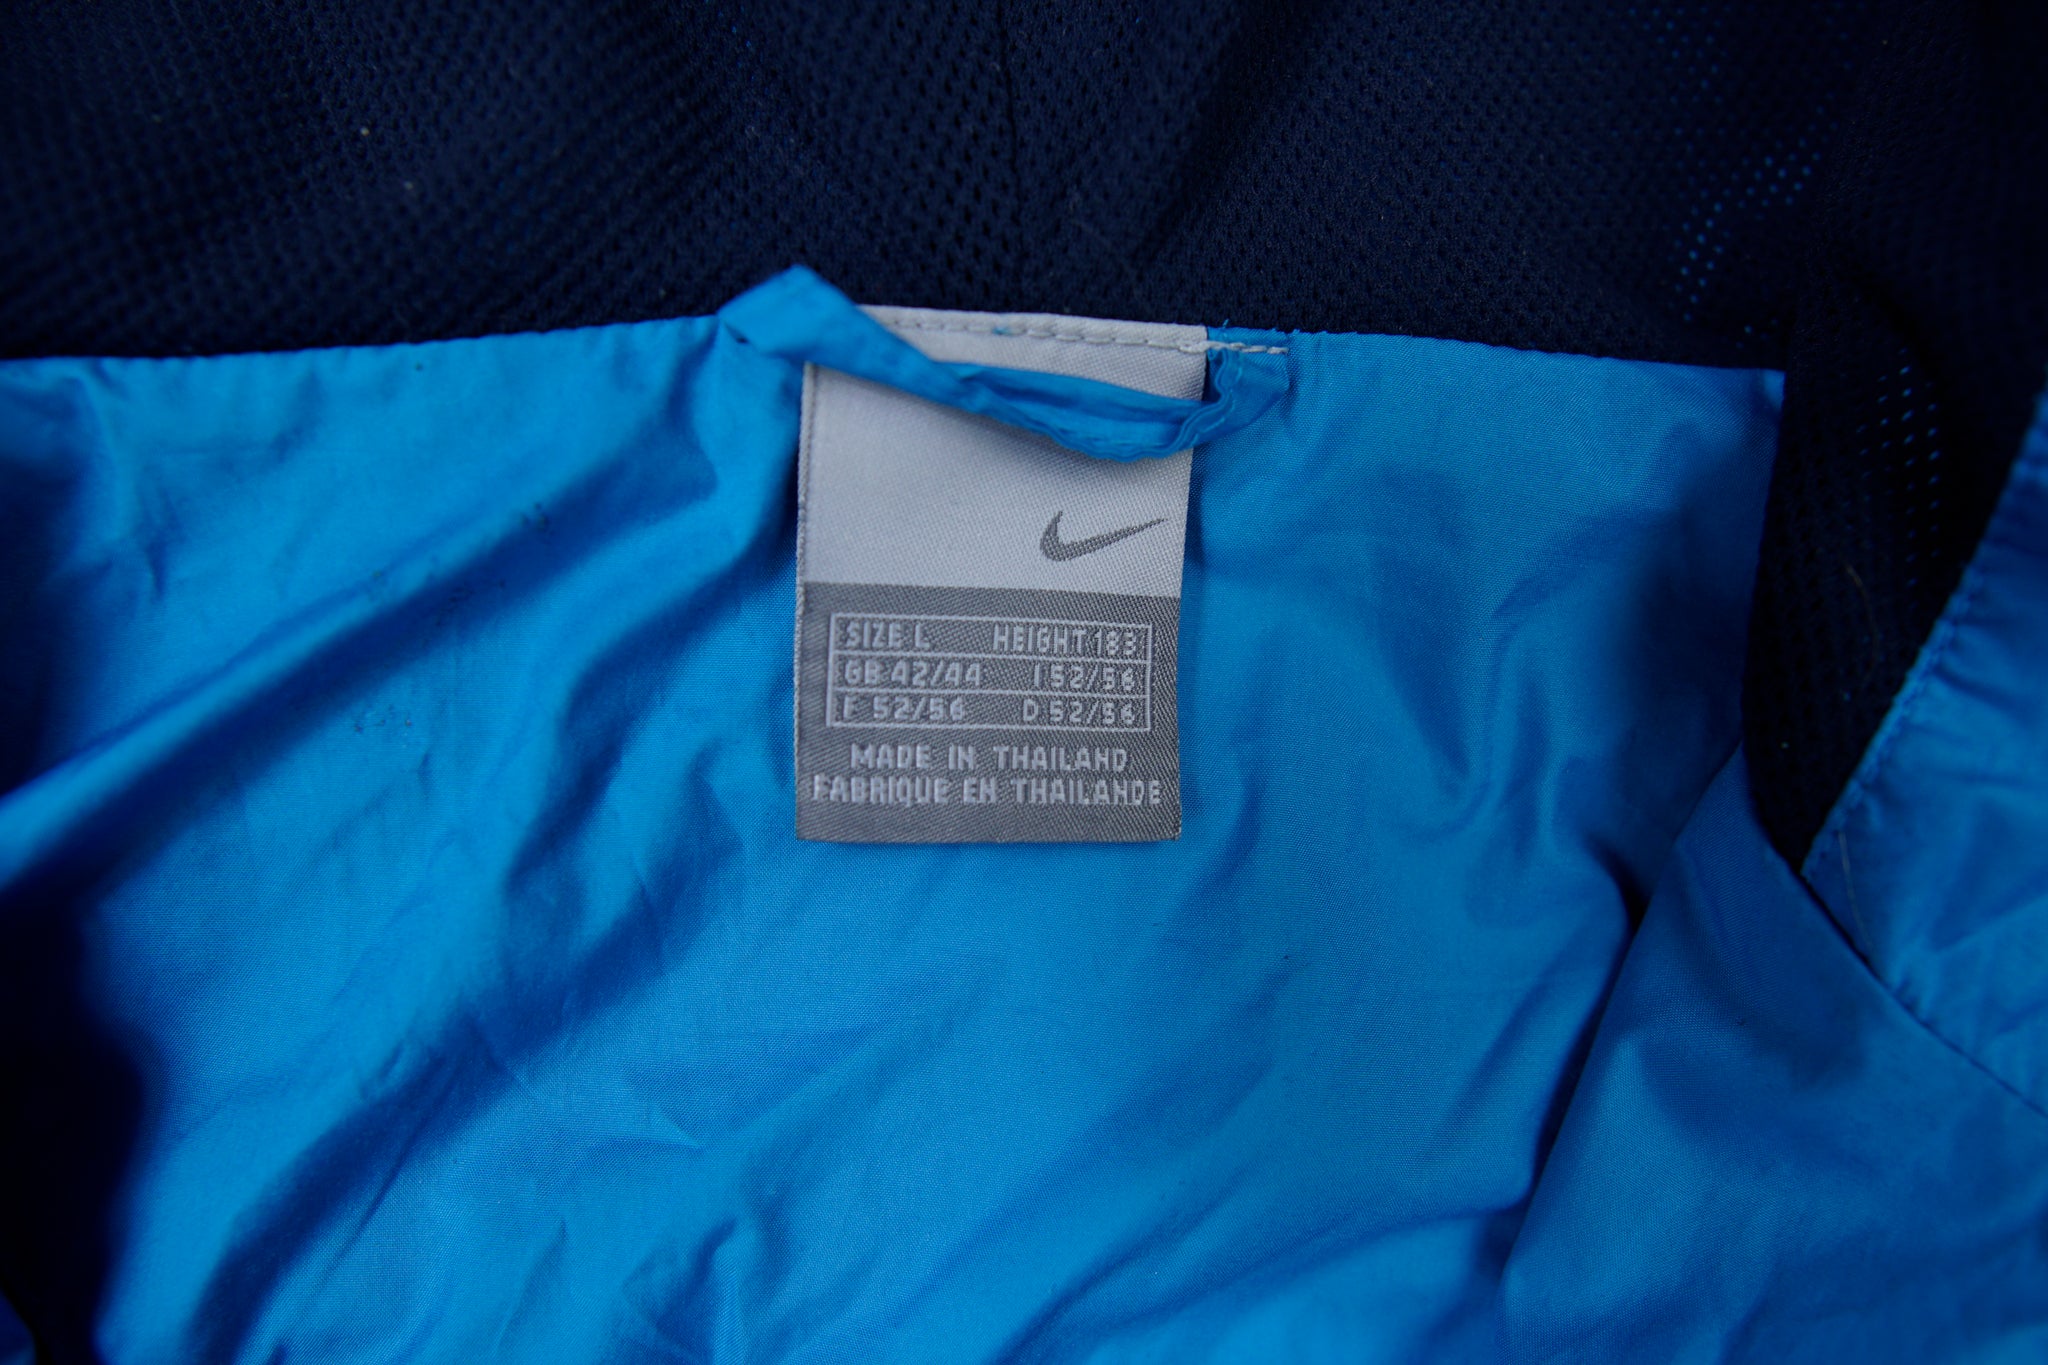 SIZE L HEIGHT 183
GB 42/44 I 52/56
F 52/56 D 52/56
MADE IN THAILAND
FABRIQUE EN THAILANDE